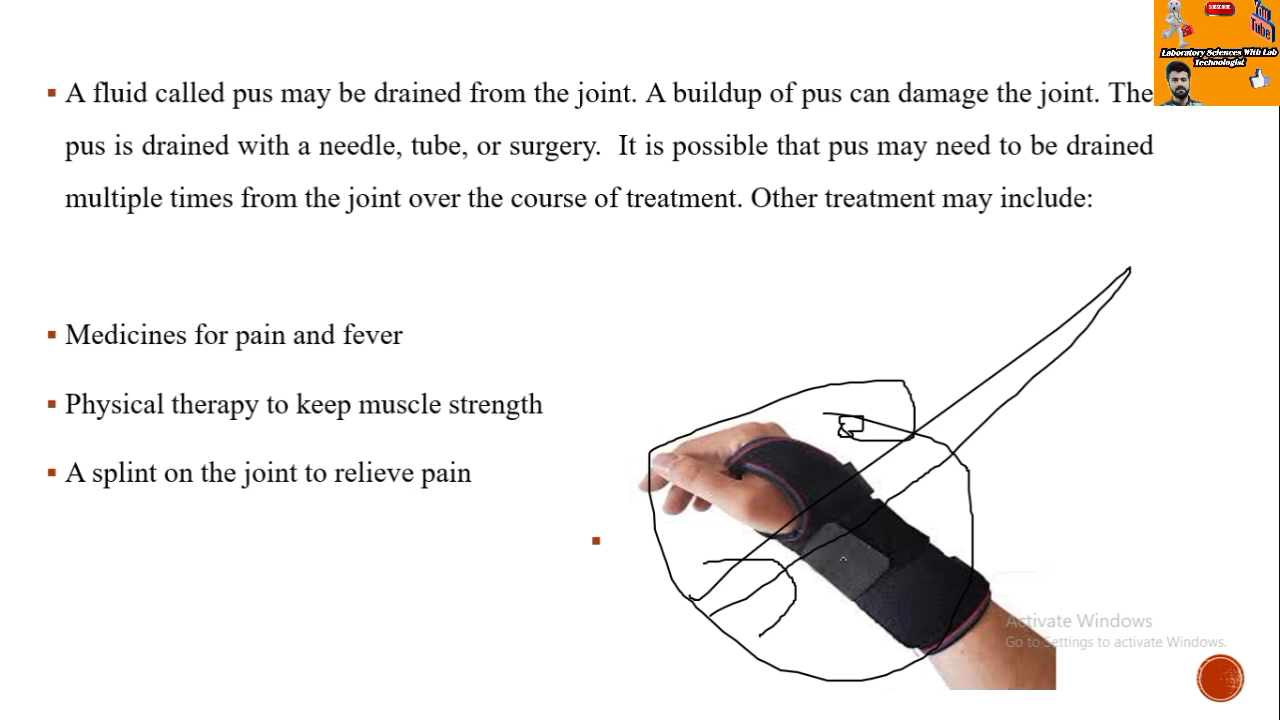 SUBSCRIBE
You
Tube
Laboratory Sciences With Lab
Technologist
▪ A fluid called pus may be drained from the joint. A buildup of pus can damage the joint. The
pus is drained with a needle, tube, or surgery. It is possible that pus may need to be drained
multiple times from the joint over the course of treatment. Other treatment may include:
▪ Medicines for pain and fever
▪ Physical therapy to keep muscle strength
▪ A splint on the joint to relieve pain
▪
Activate Windows
Go to Settings to activate Windows.